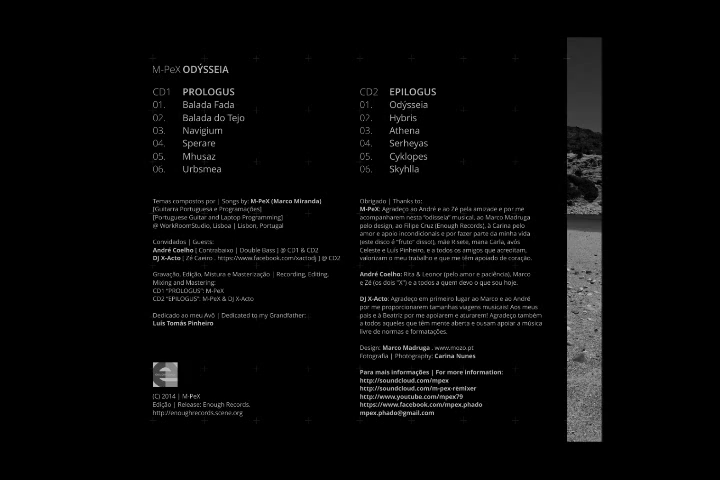 M-PeX ODÝSSEIA
CD1 PROLOGUS
01. Balada Fada
02. Balada do Tejo
03. Navigium
04. Sperare
05. Mhusaz
06. Urbsmea
Temas compostos por | Songs by: M-PeX (Marco Miranda)
[Guitarra Portuguesa e Programações]
[Portuguese Guitar and Laptop Programming]
@ WorkRoomStudio, Lisboa | Lisbon, Portugal
Convidados | Guests:
André Coelho [ Contrabaixo | Double Bass ] @ CD1 & CD2
DJ X-Acto [ Zé Caeiro . https://www.facebook.com/xactodj ] @ CD2
Gravação, Edição, Mistura e Masterização | Recording, Editing,
Mixing and Mastering:
CD1 "PROLOGUS": M-PeX
CD2 "EPILOGUS": M-PeX & DJ X-Acto
Dedicado ao meu Avô | Dedicated to my Grandfather:
Luis Tomás Pinheiro
(C) 2014 | M-PeX
Edição | Release: Enough Records.
http://enoughrecords.scene.org
CD2 EPILOGUS
01. Odýsseia
02. Hybris
03. Athena
04. Serheyas
05. Cyklopes
06. Skyhlla
Obrigado | Thanks to:
M-PeX: Agradeço ao André e ao Zé pela amizade e por me
acompanharem nesta "odisseia" musical, ao Marco Madruga
pelo design, ao Filipe Cruz (Enough Records), à Carina pelo
amor e apoio incondicionais e por fazer parte da minha vida
(este disco é "fruto" disso!), mãe Risete, mana Carla, avós
Celeste e Luís Pinheiro, e a todos os amigos que acreditam,
valorizam o meu trabalho e que me têm apoiado de coração.
André Coelho: Rita & Leonor (pelo amor e paciência), Marco
e Zé (os dois "X") e a todos a quem devo o que sou hoje.
DJ X-Acto: Agradeço em primeiro lugar ao Marco e ao André
por me proporcionarem tamanhas viagens musicais! Aos meus
pais e à Beatriz por me apoiarem e aturarem! Agradeço também
a todos aqueles que têm mente aberta e ousam apoiar a música
livre de normas e formatações.
Design: Marco Madruga . www.mozo.pt
Fotografia | Photography: Carina Nunes
Para mais informações | For more information:
http://soundcloud.com/mpex
http://soundcloud.com/m-pex-remixer
http://www.youtube.com/mpex79
https://www.facebook.com/mpex.phado
mpex.phado@gmail.com